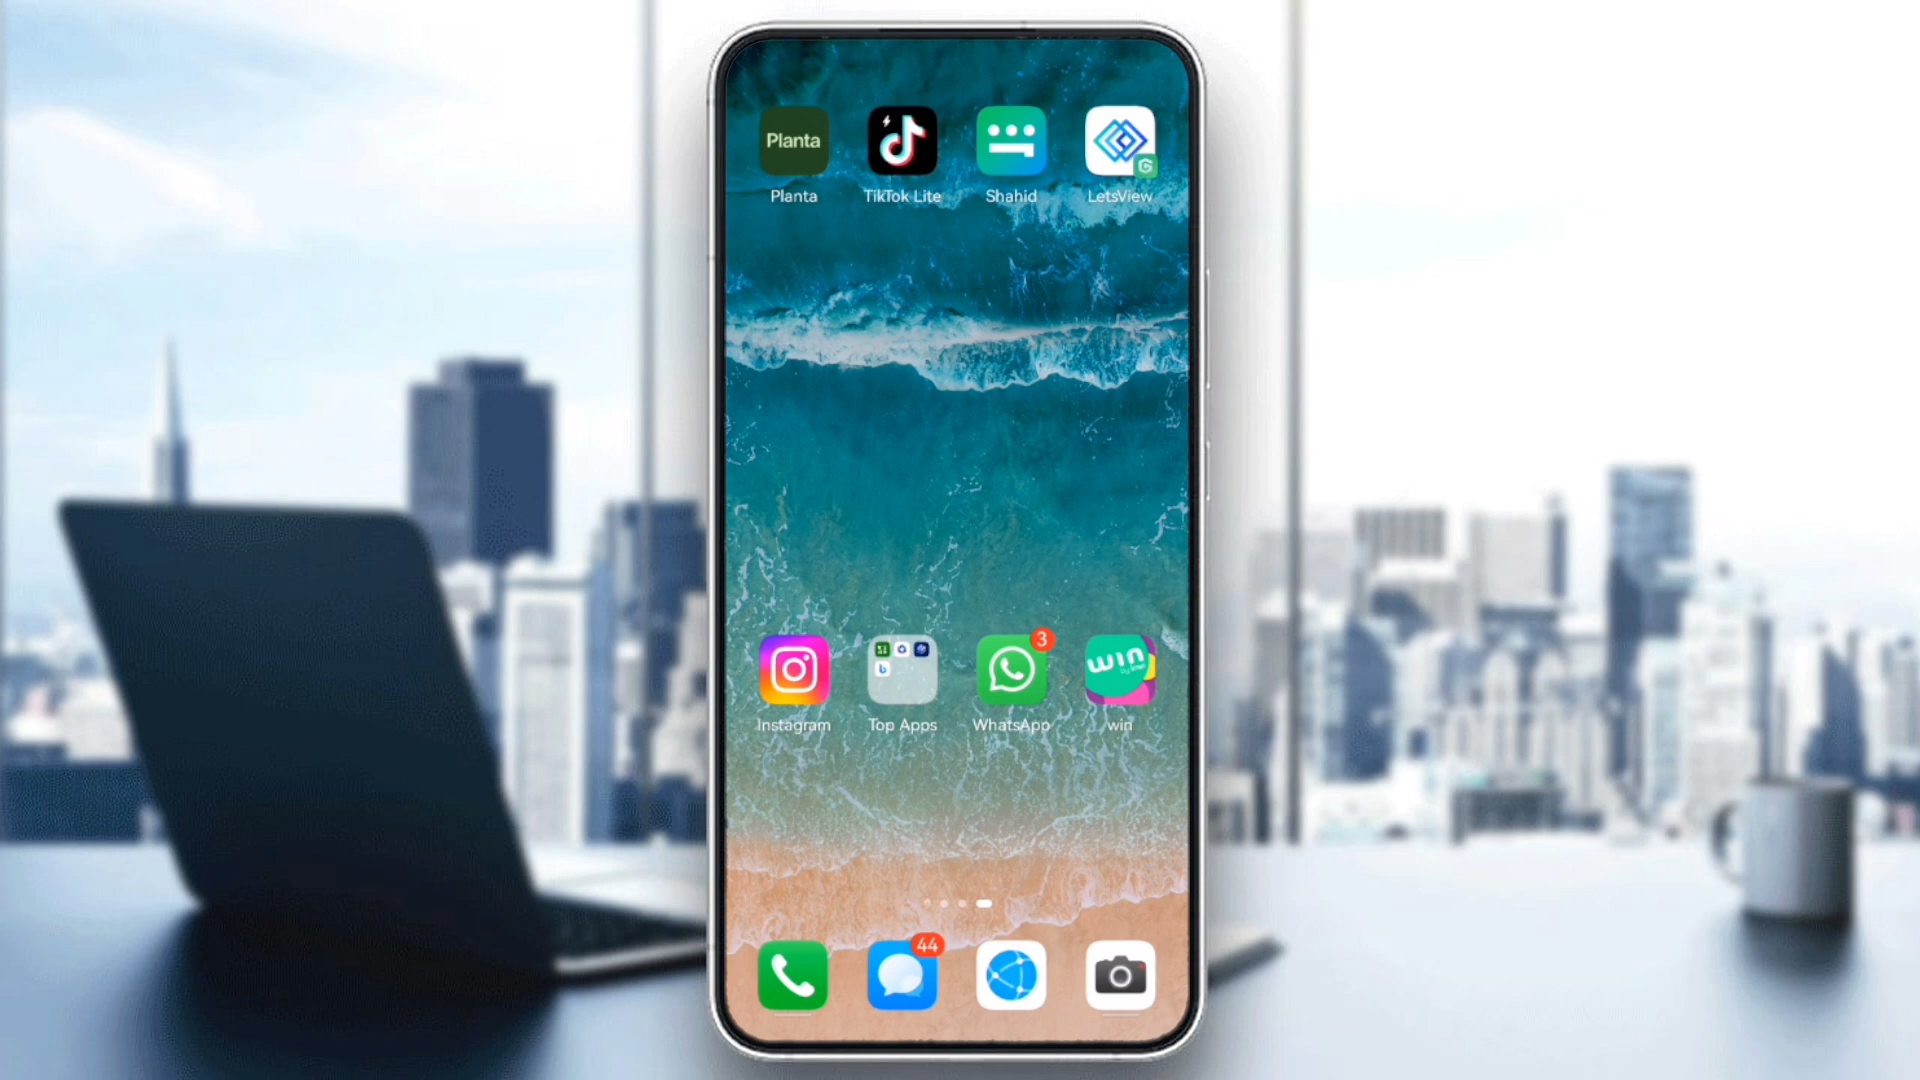 Planta
Planta
TikTok Lite
Shahid
LetsView
3
win
Instagram
Top Apps
WhatsApp
win
44